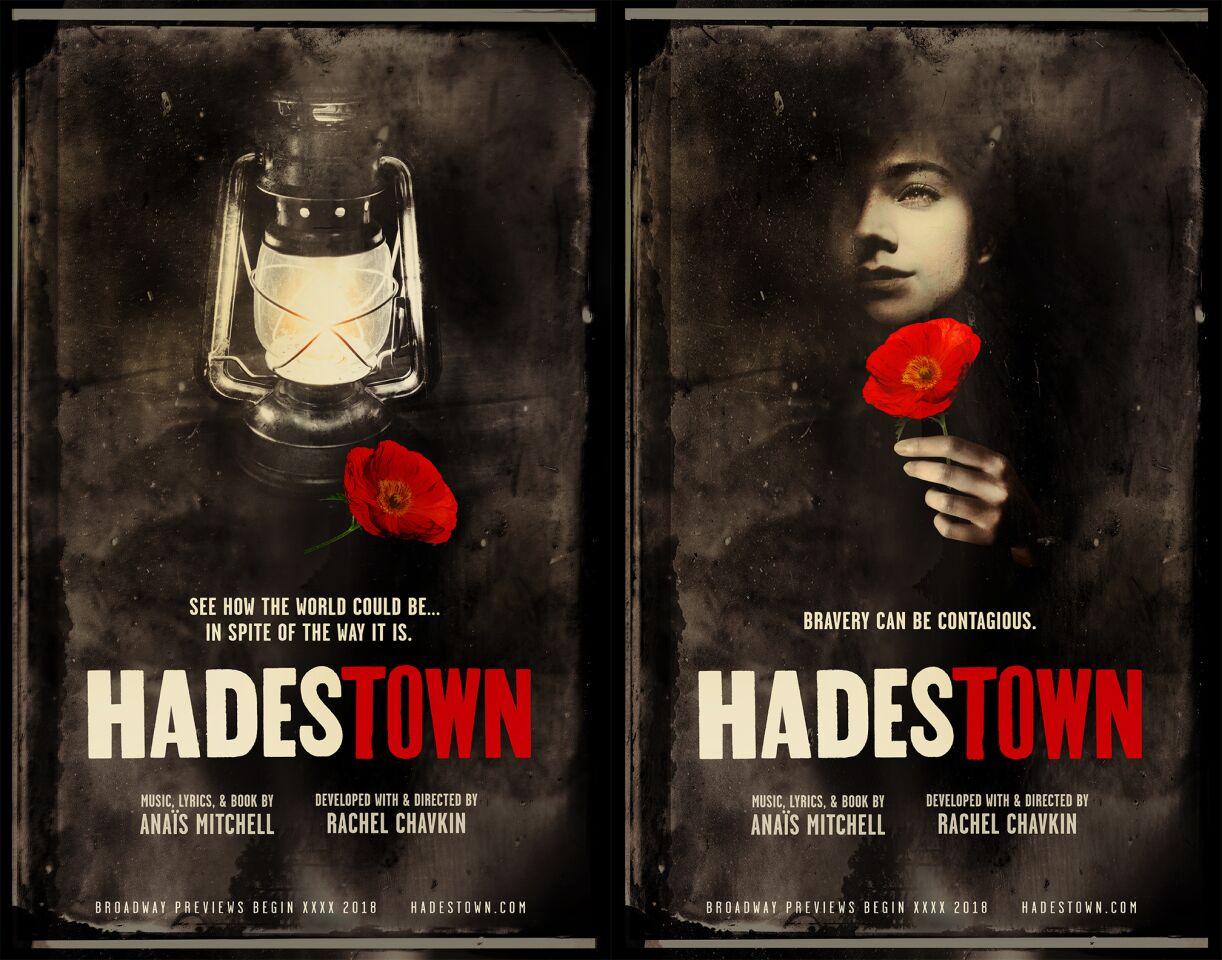 SEE HOW THE WORLD COULD BE...
IN SPITE OF THE WAY IT IS.
HADESTOWN
MUSIC, LYRICS, & BOOK BY
ANAÏS MITCHELL
DEVELOPED WITH & DIRECTED BY
RACHEL CHAVKIN
BROADWAY PREVIEWS BEGIN XXXX 2018
HADESTOWN.COM
BRAVERY CAN BE CONTAGIOUS.
HADESTOWN
MUSIC, LYRICS, & BOOK BY
ANAÏS MITCHELL
DEVELOPED WITH & DIRECTED BY
RACHEL CHAVKIN
BROADWAY PREVIEWS BEGIN XXXX 2018
HADESTOWN.COM